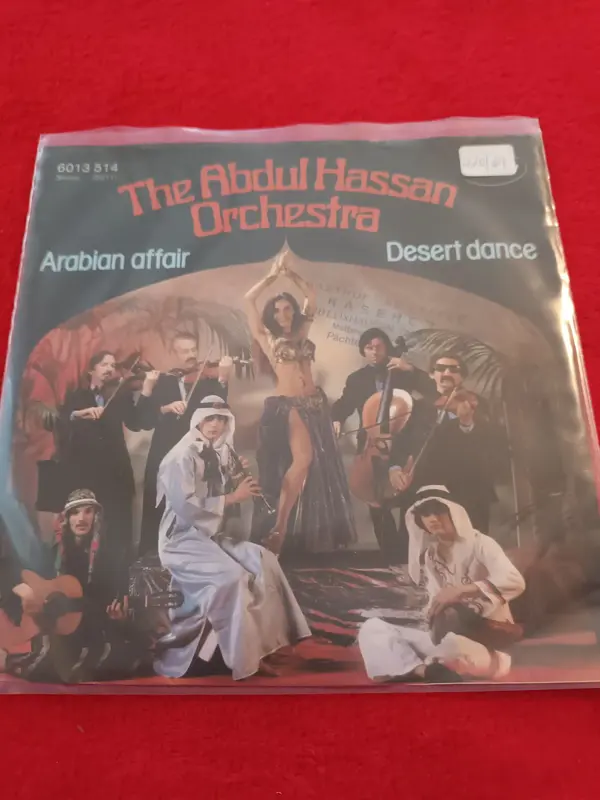 6013 514
The Abdul Hassan
Orchestra
Arabian affair
Desert dance